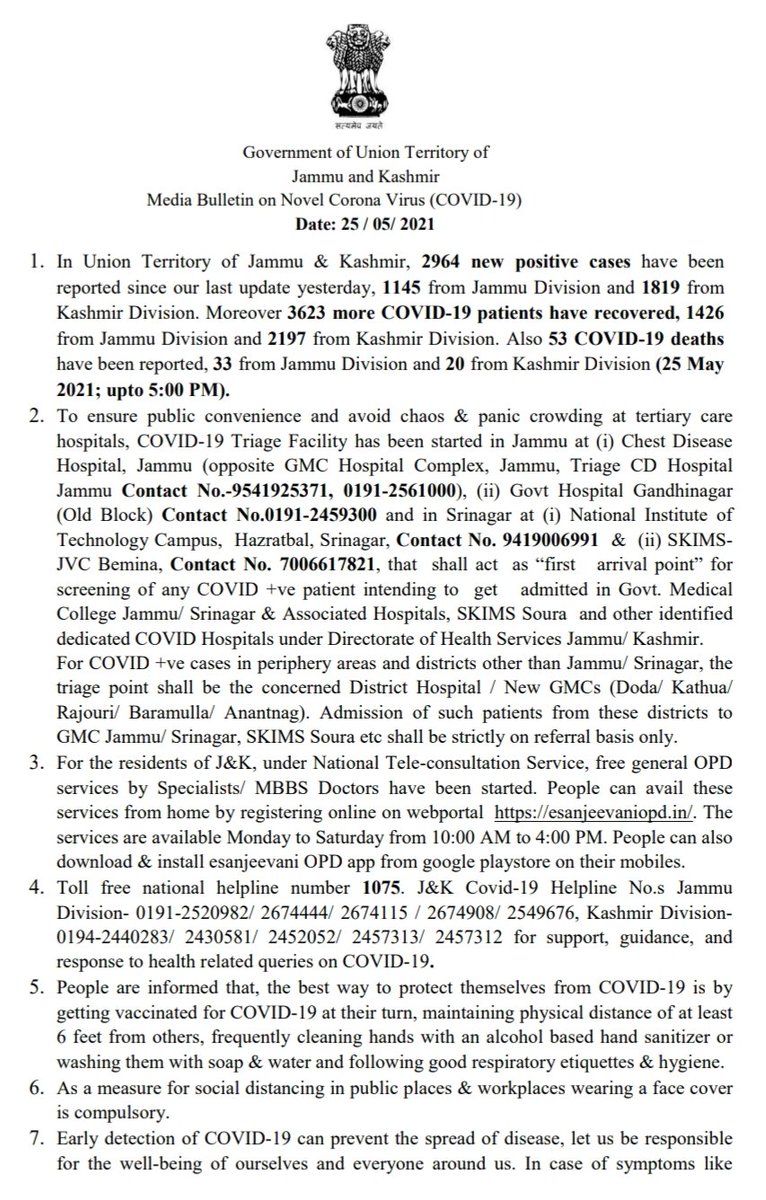 सत्यमेव जयते
Government of Union Territory of
Jammu and Kashmir
Media Bulletin on Novel Corona Virus (COVID-19)
Date: 25 / 05/ 2021
1. In Union Territory of Jammu & Kashmir, 2964 new positive cases have been
reported since our last update yesterday, 1145 from Jammu Division and 1819 from
Kashmir Division. Moreover 3623 more COVID-19 patients have recovered, 1426
from Jammu Division and 2197 from Kashmir Division. Also 53 COVID-19 deaths
have been reported, 33 from Jammu Division and 20 from Kashmir Division (25 May
2021; upto 5:00 PM).
2. To ensure public convenience and avoid chaos & panic crowding at tertiary care
hospitals, COVID-19 Triage Facility has been started in Jammu at (i) Chest Disease
Hospital, Jammu (opposite GMC Hospital Complex, Jammu, Triage CD Hospital
Jammu Contact No.-9541925371, 0191-2561000), (ii) Govt Hospital Gandhinagar
(Old Block) Contact No.0191-2459300 and in Srinagar at (i) National Institute of
Technology Campus, Hazratbal, Srinagar, Contact No. 9419006991 & (ii) SKIMS-
JVC Bemina, Contact No. 7006617821, that shall act as “first arrival point” for
screening of any COVID +ve patient intending to get admitted in Govt. Medical
College Jammu/ Srinagar & Associated Hospitals, SKIMS Soura and other identified
dedicated COVID Hospitals under Directorate of Health Services Jammu/ Kashmir.
For COVID +ve cases in periphery areas and districts other than Jammu/ Srinagar, the
triage point shall be the concerned District Hospital / New GMCs (Doda/ Kathua/
Rajouri/ Baramulla/ Anantnag). Admission of such patients from these districts to
GMC Jammu/ Srinagar, SKIMS Soura etc shall be strictly on referral basis only.
3. For the residents of J&K, under National Tele-consultation Service, free general OPD
services by Specialists/ MBBS Doctors have been started. People can avail these
services from home by registering online on webportal https://esanjeevaniopd.in/. The
services are available Monday to Saturday from 10:00 AM to 4:00 PM. People can also
download & install esanjeevani OPD app from google playstore on their mobiles.
4. Toll free national helpline number 1075. J&K Covid-19 Helpline No.s Jammu
Division- 0191-2520982/ 2674444/ 2674115 / 2674908/ 2549676, Kashmir Division-
0194-2440283/ 2430581/ 2452052/ 2457313/ 2457312 for support, guidance, and
response to health related queries on COVID-19.
5. People are informed that, the best way to protect themselves from COVID-19 is by
getting vaccinated for COVID-19 at their turn, maintaining physical distance of at least
6 feet from others, frequently cleaning hands with an alcohol based hand sanitizer or
washing them with soap & water and following good respiratory etiquettes & hygiene.
6. As a measure for social distancing in public places & workplaces wearing a face cover
is compulsory.
7. Early detection of COVID-19 can prevent the spread of disease, let us be responsible
for the well-being of ourselves and everyone around us. In case of symptoms like